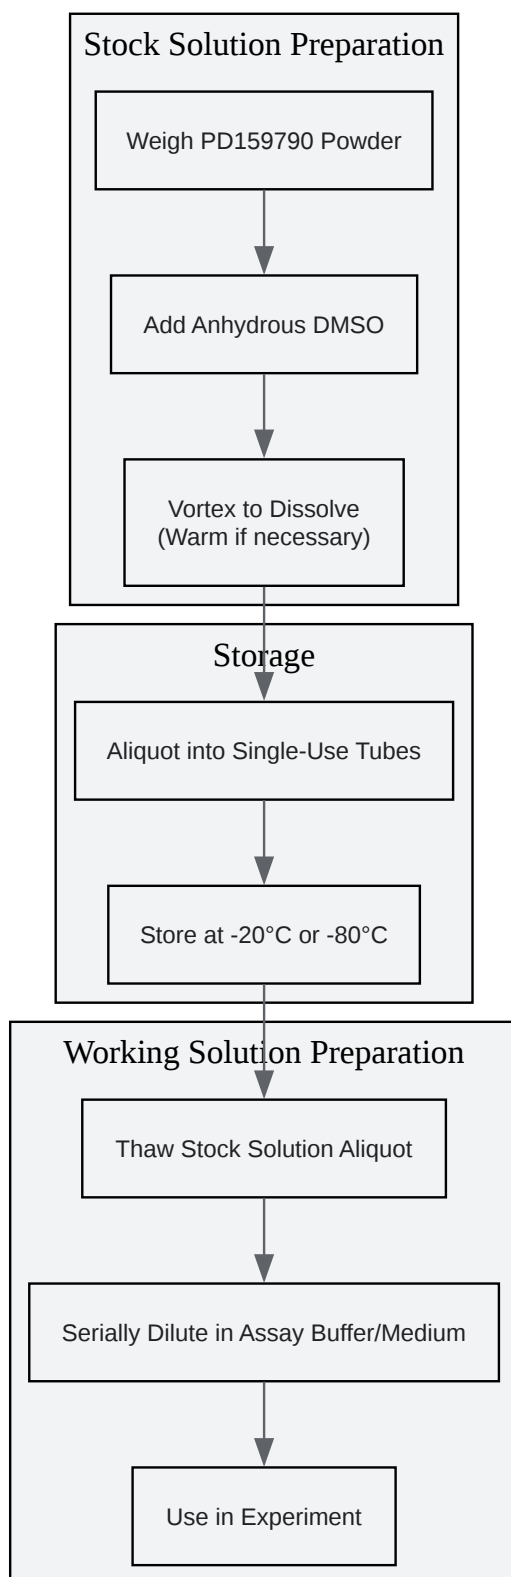 Stock Solution Preparation
Weigh PD159790 Powder
Add Anhydrous DMSO
Vortex to Dissolve
(Warm if necessary)
Storage
Aliquot into Single-Use Tubes
Store at -20°C or -80°C
Working Solution Preparation
Thaw Stock Solution Aliquot
Serially Dilute in Assay Buffer/Medium
Use in Experiment